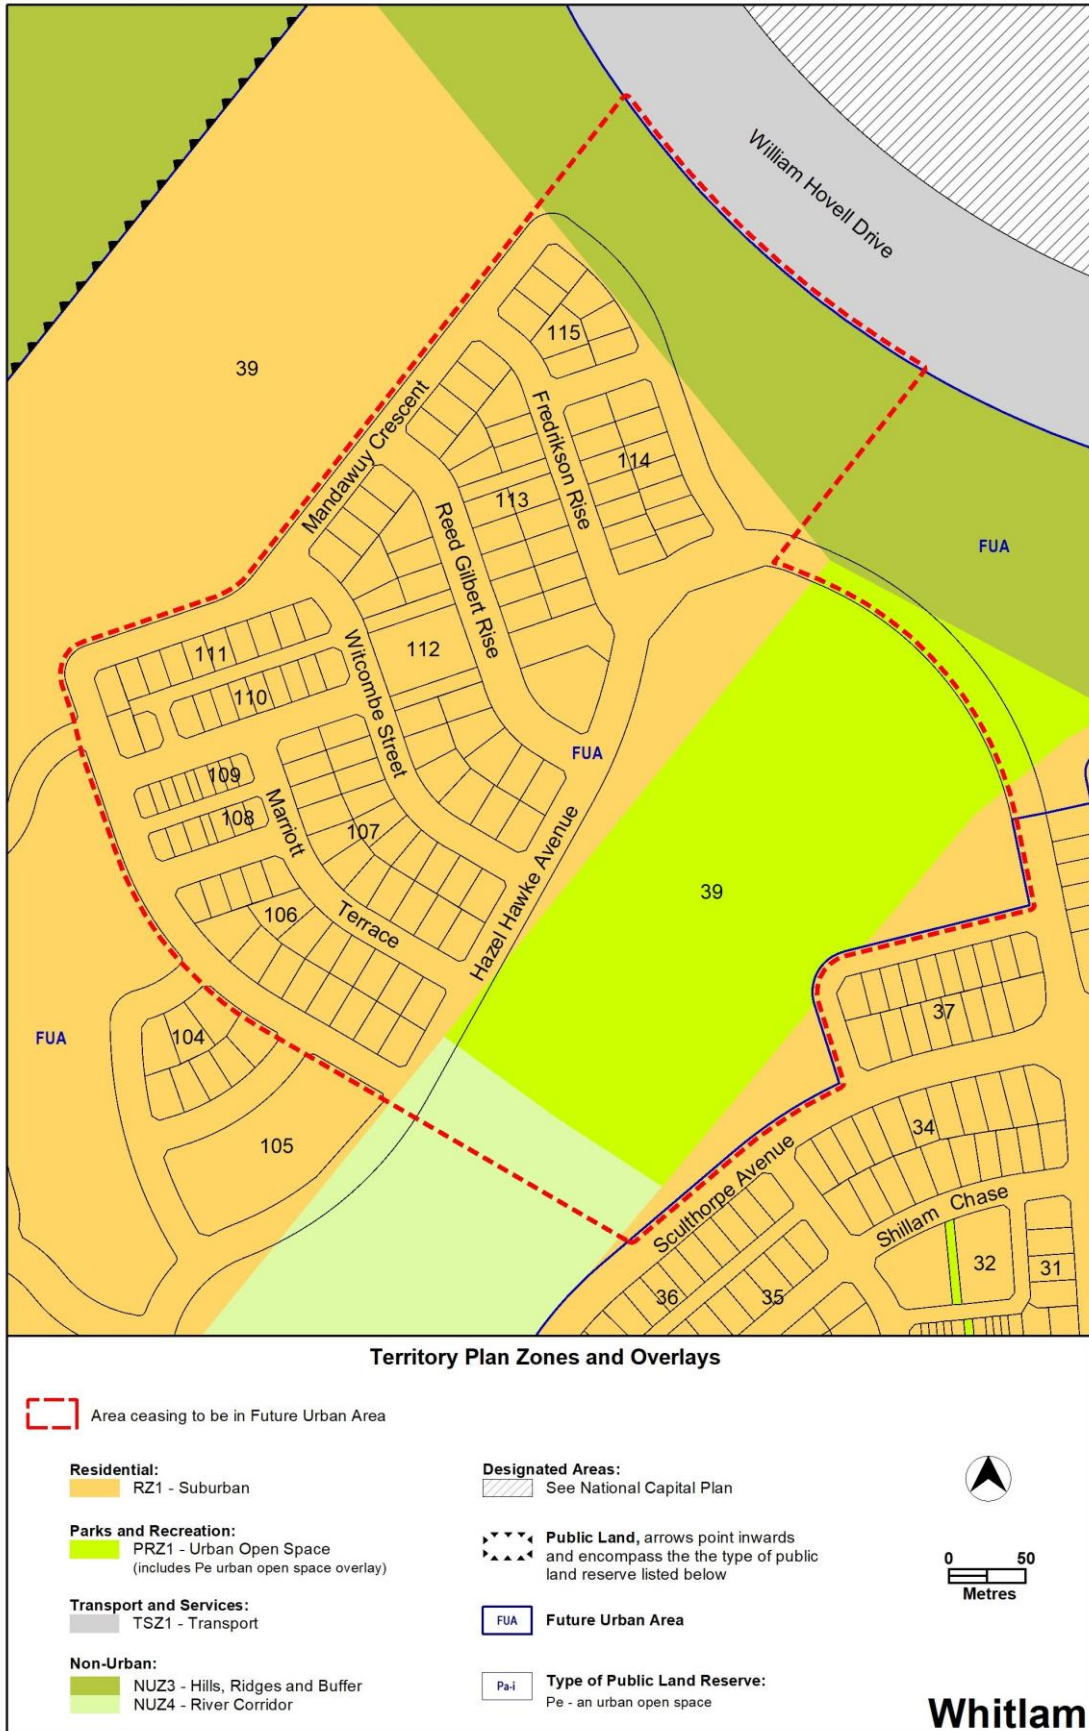 William Hovell Drive
39
115
Mandawuy Crescent
Fredrikson Rise
114
113
Reed Gilbert Rise
FUA
111
112
110
Witcombe Street
FUA
109
108
Marriott
Terrace
107
Hazel Hawke Avenue
39
106
FUA
104
37
105
34
Sculthorpe Avenue
Shillam Chase
32
31
36
35
Territory Plan Zones and Overlays
Area ceasing to be in Future Urban Area
Residential:
RZ1 - Suburban
Parks and Recreation:
PRZ1 - Urban Open Space
(includes Pe urban open space overlay)
Transport and Services:
TSZ1 - Transport
Non-Urban:
NUZ3 - Hills, Ridges and Buffer
NUZ4 - River Corridor
Designated Areas:
See National Capital Plan
Public Land, arrows point inwards
and encompass the the type of public
land reserve listed below
FUA Future Urban Area
Pa-i Type of Public Land Reserve:
Pe - an urban open space
0 50
Metres
Whitlam